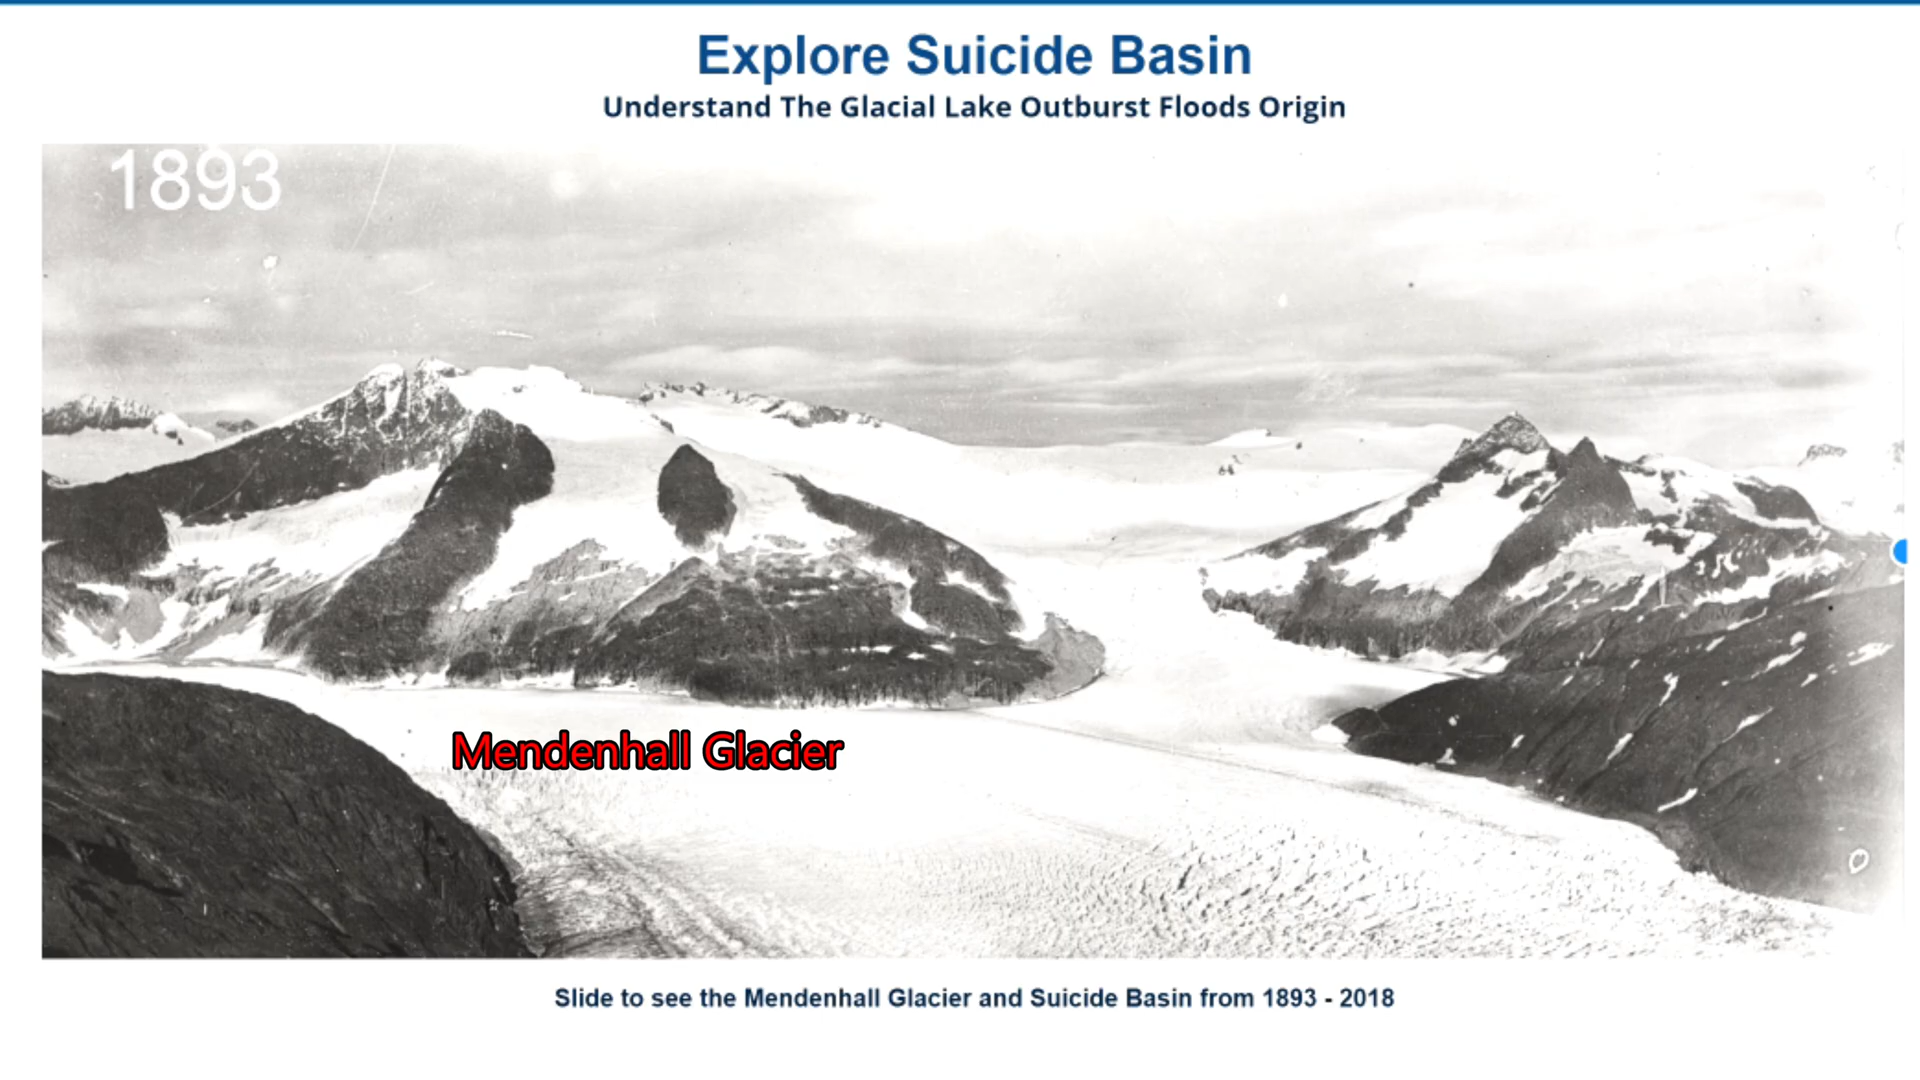 Explore Suicide Basin
Understand The Glacial Lake Outburst Floods Origin
1893
Mendenhall Glacier
Slide to see the Mendenhall Glacier and Suicide Basin from 1893 - 2018